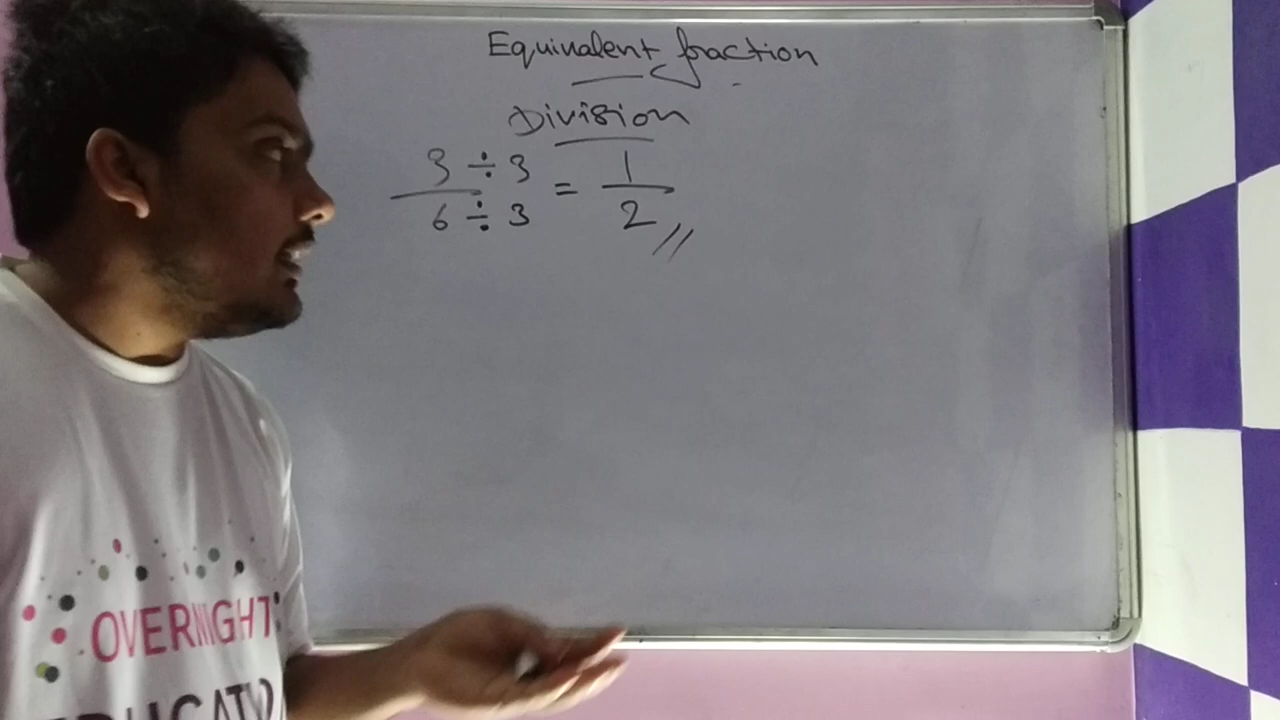 Equivalent fraction
Division
3 ÷ 3 = 1
6 ÷ 3 2 //
OVERNIGHT